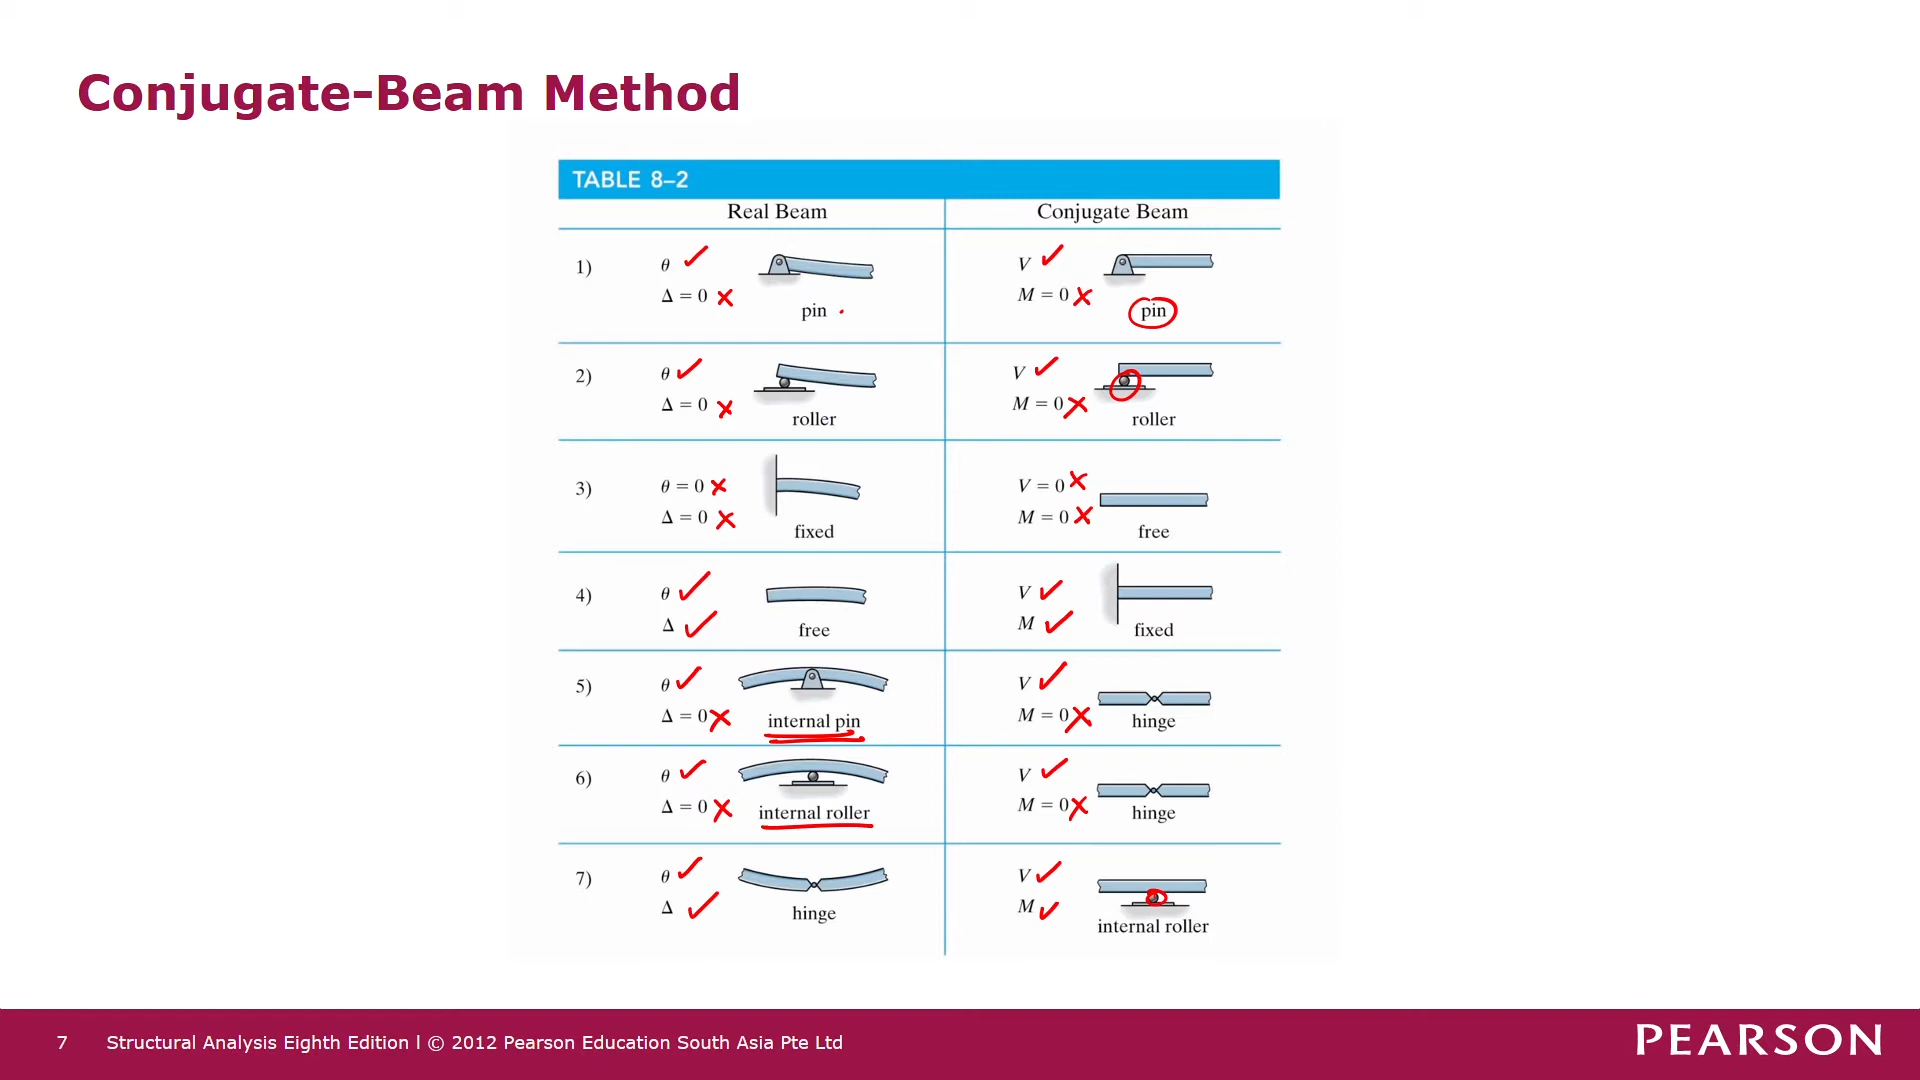 Conjugate-Beam Method
TABLE 8–2
Real Beam
Conjugate Beam
1)
θ
Δ = 0
pin
V
M = 0
pin
2)
θ
Δ = 0
roller
V
M = 0
roller
3)
θ = 0
Δ = 0
fixed
V = 0
M = 0
free
4)
θ
Δ
free
V
M
fixed
5)
θ
Δ = 0
internal pin
V
M = 0
hinge
6)
θ
Δ = 0
internal roller
V
M = 0
hinge
7)
θ
Δ
hinge
V
M
internal roller
7
Structural Analysis Eighth Edition l © 2012 Pearson Education South Asia Pte Ltd
PEARSON